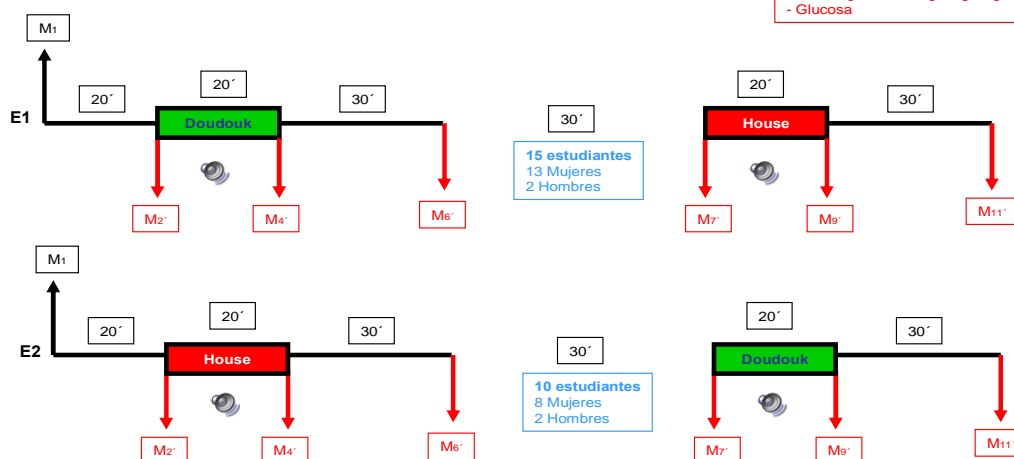 - Glucosa
M1
20´
20´
30´
E1
Doudouk
M2´
M4´
M6´
30´
15 estudiantes
13 Mujeres
2 Hombres
20´
30´
House
M7´
M9´
M11´
M1
20´
20´
30´
E2
House
M2´
M4´
M6´
30´
10 estudiantes
8 Mujeres
2 Hombres
20´
30´
Doudouk
M7´
M9´
M11´